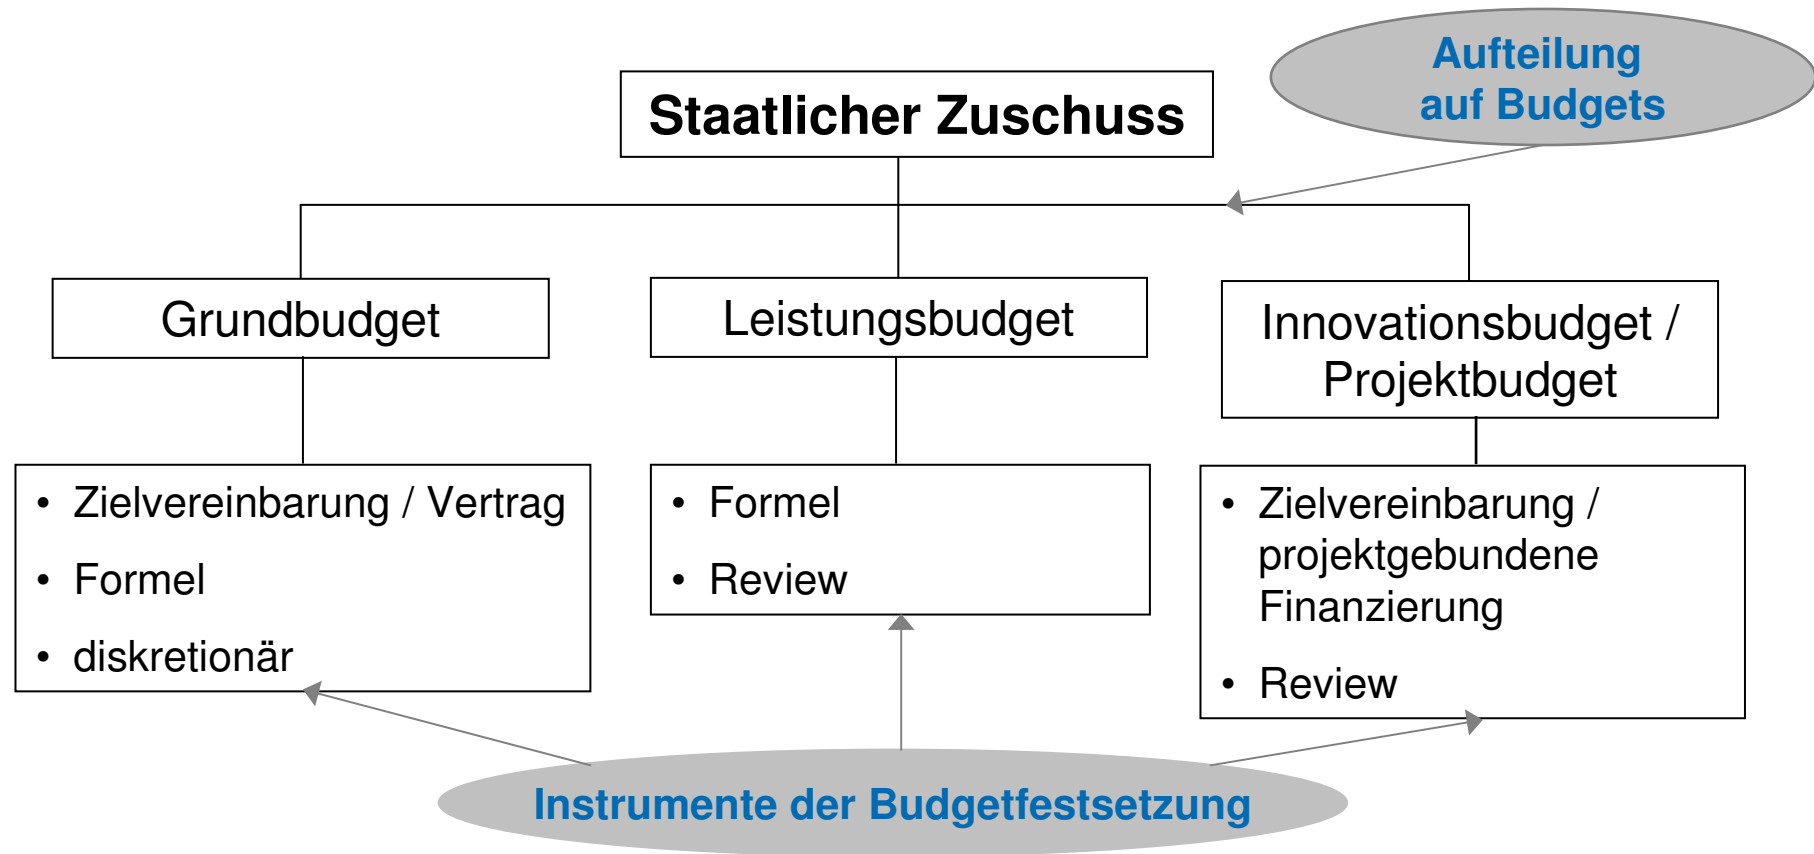 Aufteilung
auf Budgets
Staatlicher Zuschuss
Grundbudget
Leistungsbudget
Innovationsbudget /
Projektbudget
• Zielvereinbarung / Vertrag
• Formel
• diskretionär
• Formel
• Review
• Zielvereinbarung /
projektgebundene
Finanzierung
• Review
Instrumente der Budgetfestsetzung